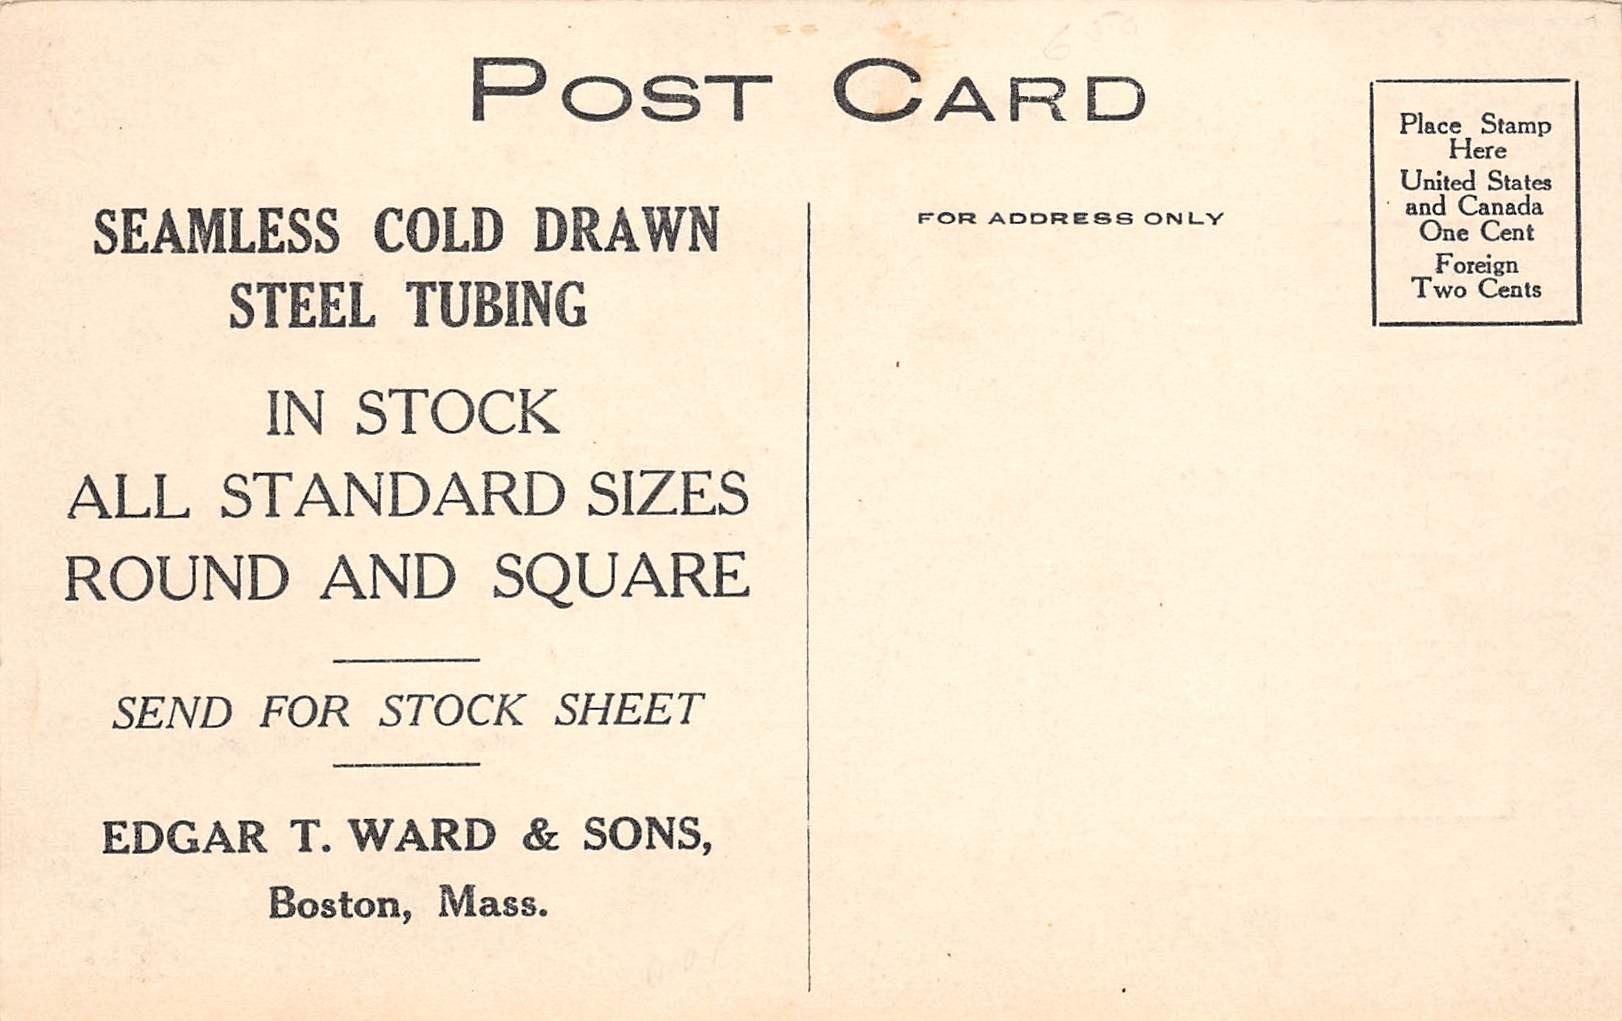 POST CARD
SEAMLESS COLD DRAWN
STEEL TUBING
IN STOCK
ALL STANDARD SIZES
ROUND AND SQUARE
SEND FOR STOCK SHEET
EDGAR T. WARD & SONS,
Boston, Mass.
FOR ADDRESS ONLY
Place Stamp
Here
United States
and Canada
One Cent
Foreign
Two Cents